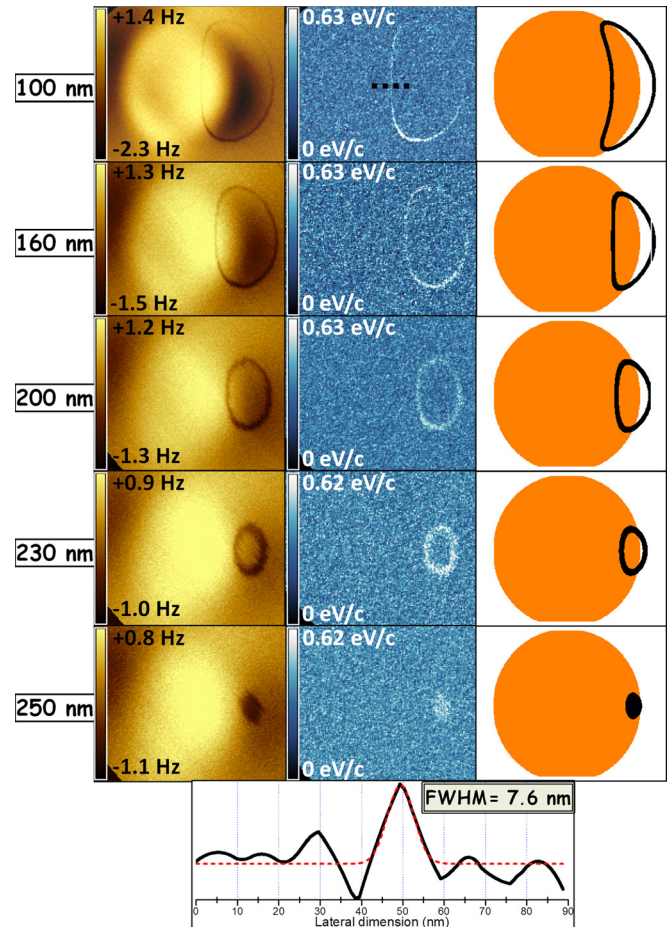 +1.4 Hz
0.63 eV/c
100 nm
-2.3 Hz
0 eV/c
+1.3 Hz
0.63 eV/c
160 nm
-1.5 Hz
0 eV/c
+1.2 Hz
0.63 eV/c
200 nm
-1.3 Hz
0 eV/c
+0.9 Hz
0.62 eV/c
230 nm
-1.0 Hz
0 eV/c
+0.8 Hz
0.62 eV/c
250 nm
-1.1 Hz
0 eV/c
FWHM= 7.6 nm
0 10 20 30 40 50 60 70 80 90
Lateral dimension (nm)